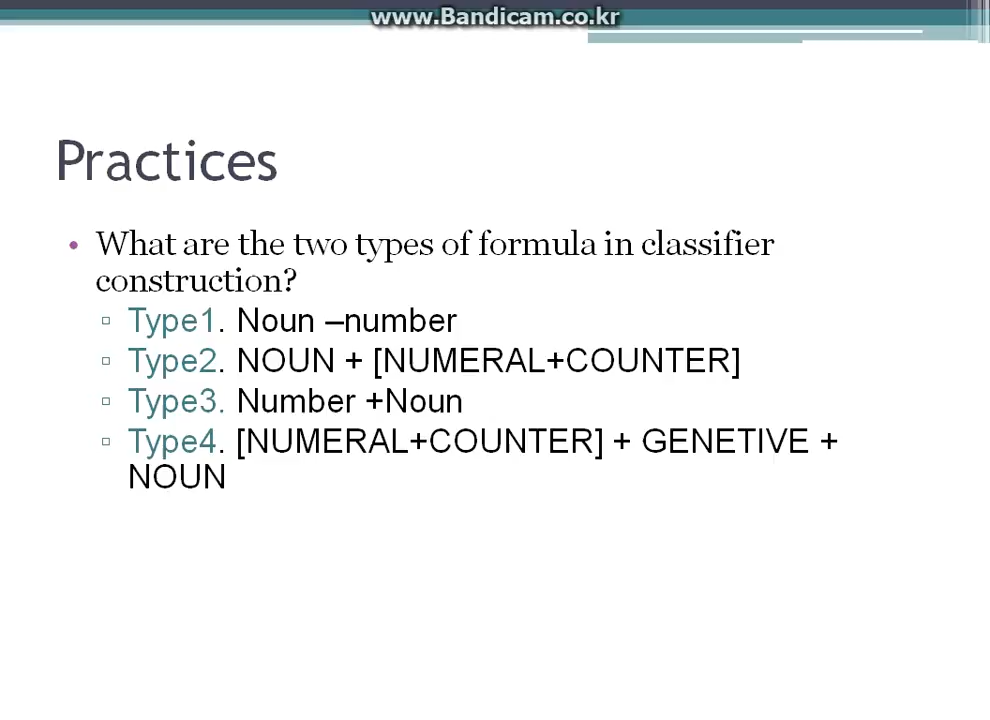 www.Bandicam.co.kr
Practices
• What are the two types of formula in classifier
construction?
▫ Type1. Noun –number
▫ Type2. NOUN + [NUMERAL+COUNTER]
▫ Type3. Number +Noun
▫ Type4. [NUMERAL+COUNTER] + GENETIVE +
NOUN